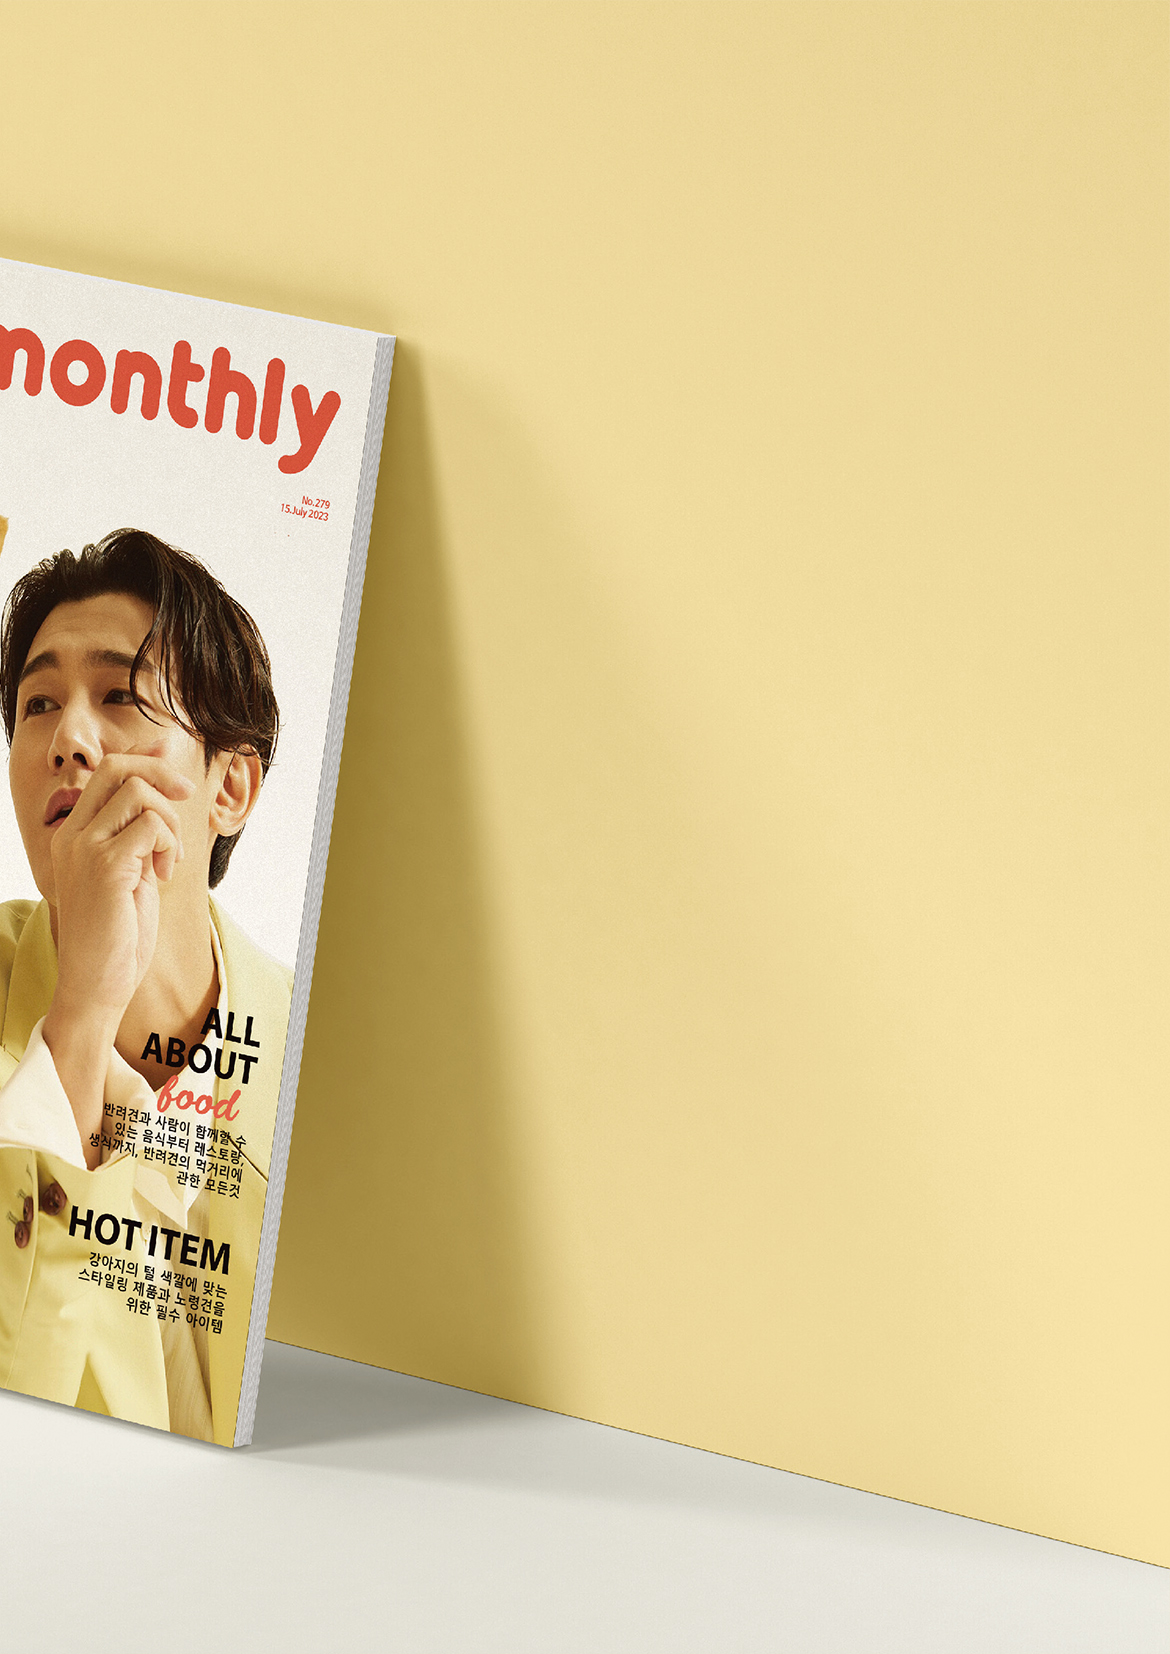 monthly
No.279
15.July 2023
ALL
ABOUT
food
반려견과 사람이 함께할 수
있는 음식부터 레스토랑,
생식까지, 반려견의 먹거리에
관한 모든것
HOT ITEM
강아지의 털 색깔에 맞는
스타일링 제품과 노령견을
위한 필수 아이템